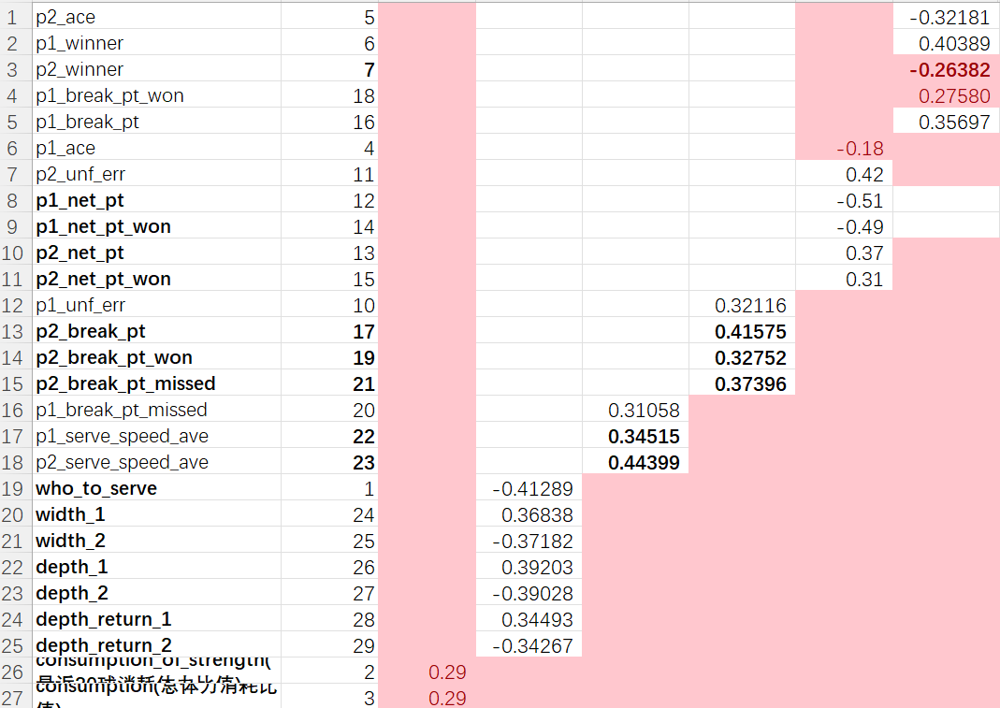 1 p2_ace 5 -0.32181
2 p1_winner 6 0.40389
3 p2_winner 7 -0.26382
4 p1_break_pt_won 18 0.27580
5 p1_break_pt 16 0.35697
6 p1_ace 4 -0.18
7 p2_unf_err 11 0.42
8 p1_net_pt 12 -0.51
9 p1_net_pt_won 14 -0.49
10 p2_net_pt 13 0.37
11 p2_net_pt_won 15 0.31
12 p1_unf_err 10 0.32116
13 p2_break_pt 17 0.41575
14 p2_break_pt_won 19 0.32752
15 p2_break_pt_missed 21 0.37396
16 p1_break_pt_missed 20 0.31058
17 p1_serve_speed_ave 22 0.34515
18 p2_serve_speed_ave 23 0.44399
19 who_to_serve 1 -0.41289
20 width_1 24 0.36838
21 width_2 25 -0.37182
22 depth_1 26 0.39203
23 depth_2 27 -0.39028
24 depth_return_1 28 0.34493
25 depth_return_2 29 -0.34267
consumption_of_strength(
26 最近20球消耗体力比值) 2 0.29
consumption(总体力消耗比
27 值) 3 0.29